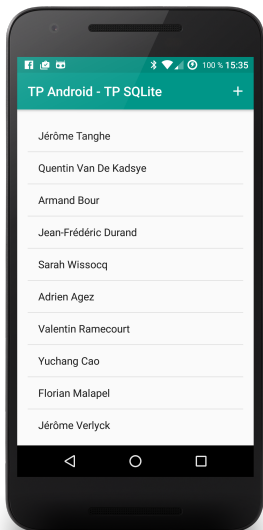 100 % 15:35
TP Android - TP SQLite +
Jérôme Tanghe
Quentin Van De Kadsye
Armand Bour
Jean-Frédéric Durand
Sarah Wissocq
Adrien Agez
Valentin Ramecourt
Yuchang Cao
Florian Malapel
Jérôme Verlyck